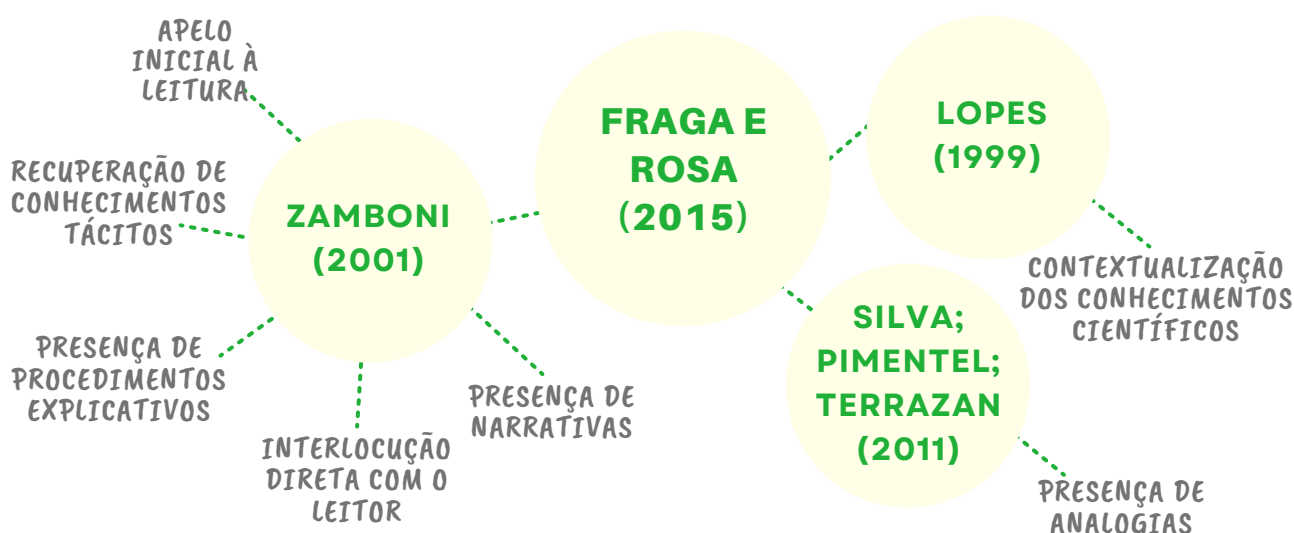 APELO
INICIAL À
LEITURA
RECUPERAÇÃO DE
CONHECIMENTOS
TÁCITOS
PRESENÇA DE
PROCEDIMENTOS
EXPLICATIVOS
ZAMBONI
(2001)
INTERLOCUÇÃO
DIRETA COM O
LEITOR
PRESENÇA DE
NARRATIVAS
FRAGA E
ROSA
(2015)
LOPES
(1999)
CONTEXTUALIZAÇÃO
DOS CONHECIMENTOS
CIENTÍFICOS
SILVA;
PIMENTEL;
TERRAZAN
(2011)
PRESENÇA DE
ANALOGIAS